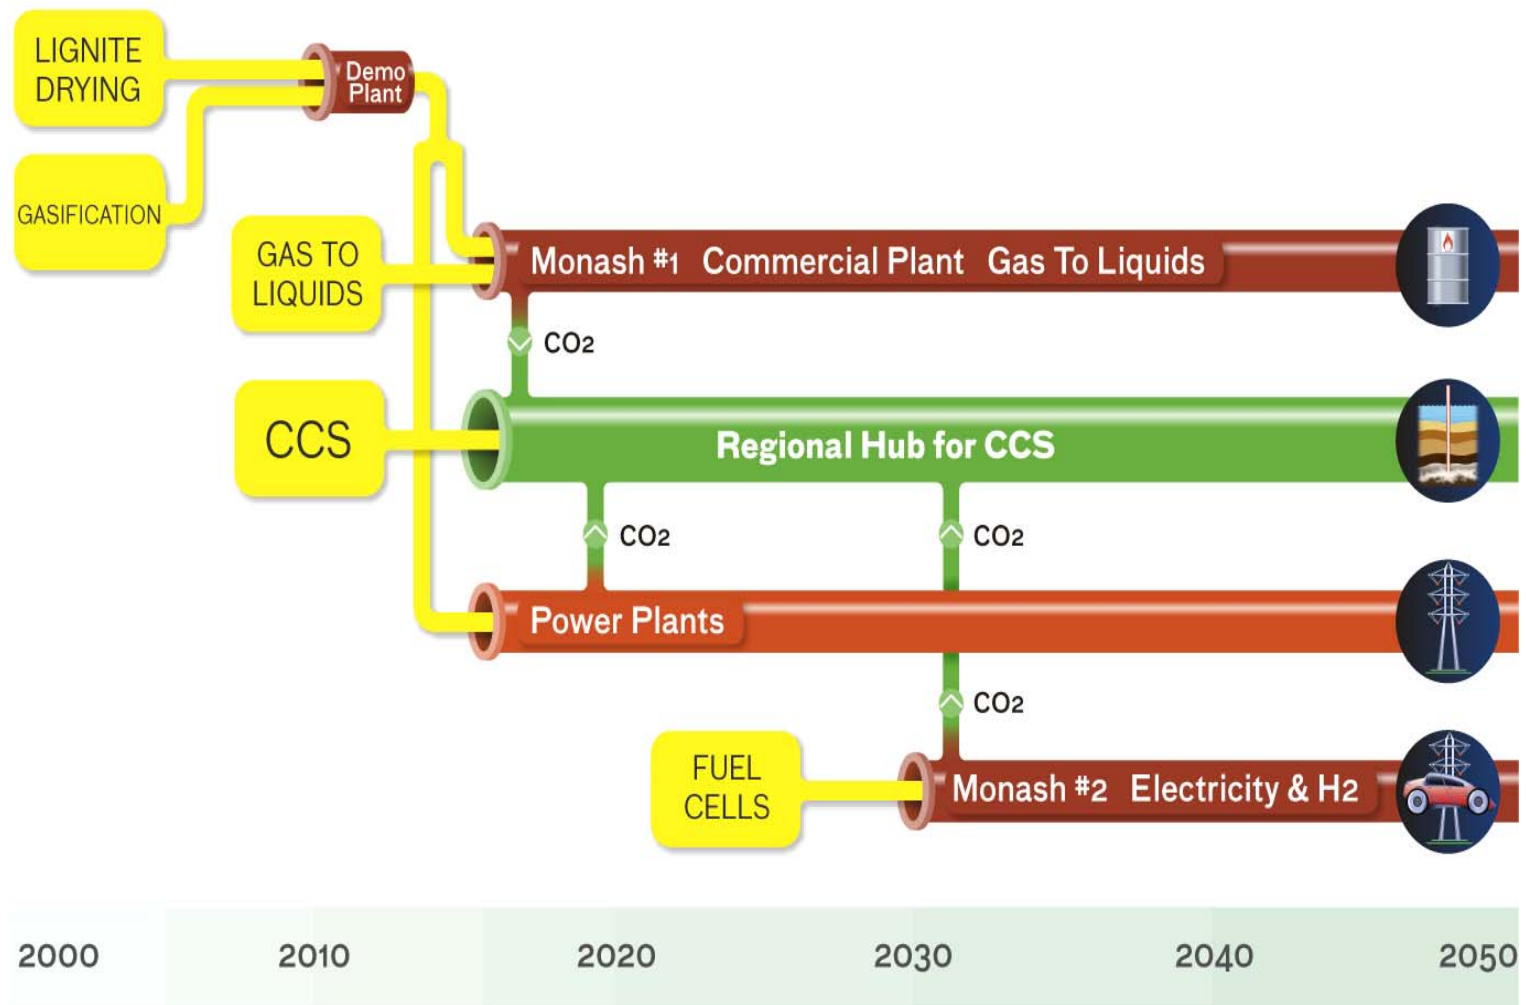 LIGNITE
DRYING
Demo
Plant
GASIFICATION
GAS TO
LIQUIDS
Monash #1 Commercial Plant Gas To Liquids
CO2
CCS
Regional Hub for CCS
CO2
CO2
Power Plants
CO2
FUEL
CELLS
Monash #2 Electricity & H2
2000 2010 2020 2030 2040 2050